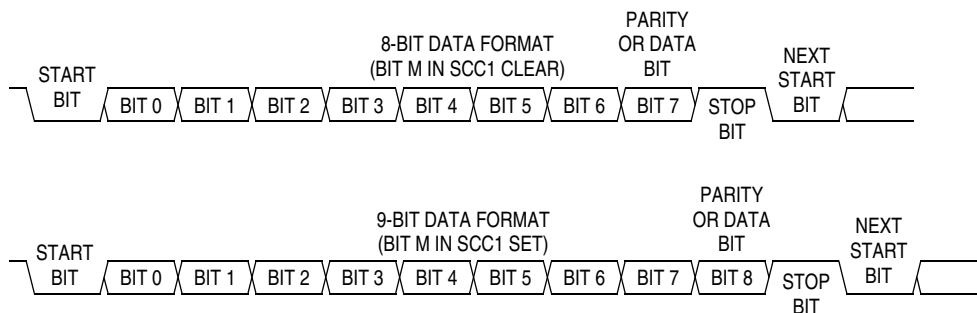 8-BIT DATA FORMAT
(BIT M IN SCC1 CLEAR)
PARITY
OR DATA
BIT
START
BIT
BIT 0 BIT 1 BIT 2 BIT 3 BIT 4 BIT 5 BIT 6 BIT 7
STOP
BIT
NEXT
START
BIT
9-BIT DATA FORMAT
(BIT M IN SCC1 SET)
PARITY
OR DATA
BIT
START
BIT
BIT 0 BIT 1 BIT 2 BIT 3 BIT 4 BIT 5 BIT 6 BIT 7 BIT 8
STOP
BIT
NEXT
START
BIT